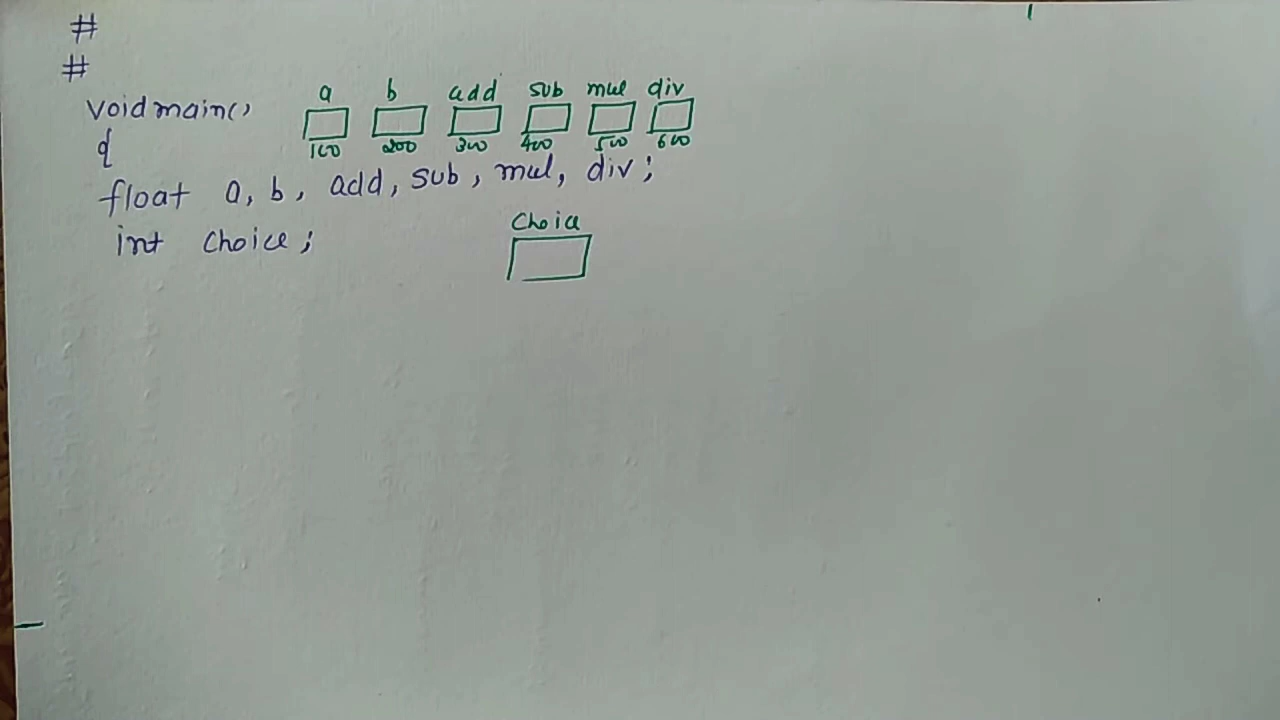 #
#
void main()
a b add sub mul div
100 200 300 400 500 600
{
float a, b, add, sub, mul, div;
int choice;
Choice